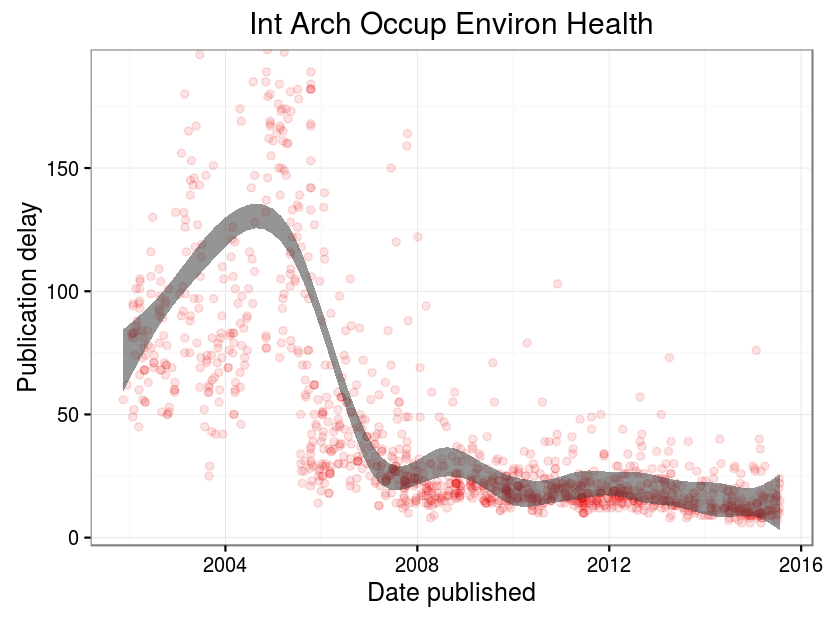 Int Arch Occup Environ Health
Publication delay
150
100
50
0
2004
2008
2012
2016
Date published